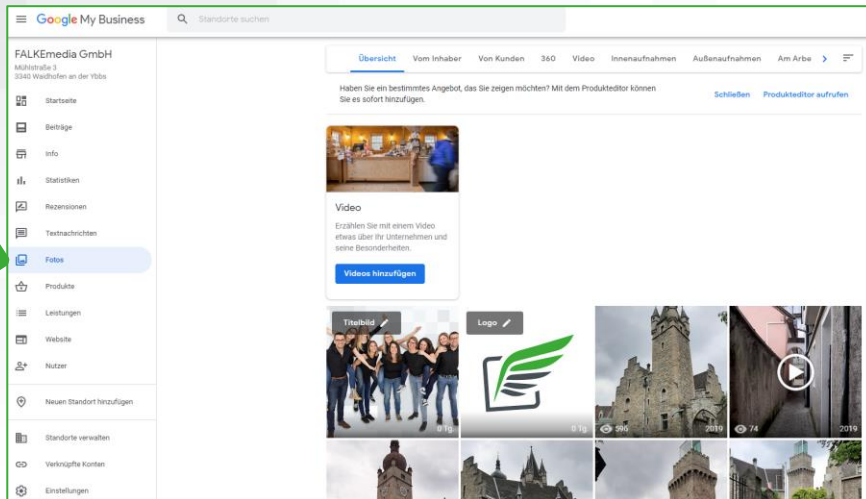 Google My Business
Standorte suchen
FALKEmedia GmbH
Mühlstraße 3
3340 Waidhofen an der Ybbs
Startseite
Beiträge
Info
Statistiken
Rezensionen
Textnachrichten
Fotos
Produkte
Leistungen
Website
Nutzer
Neuen Standort hinzufügen
Standorte verwalten
Verknüpfte Konten
Einstellungen
Übersicht Vom Inhaber Von Kunden 360 Video Innenaufnahmen Außenaufnahmen Am Arbe
Haben Sie ein bestimmtes Angebot, das Sie zeigen möchten? Mit dem Produkteditor können
Sie es sofort hinzufügen.
Schließen Produkteditor aufrufen
Video
Erzählen Sie mit einem Video
etwas über Ihr Unternehmen und
seine Besonderheiten.
Videos hinzufügen
Titelbild Logo
0 Tg. 0 Tg. 596 2019 74 2019